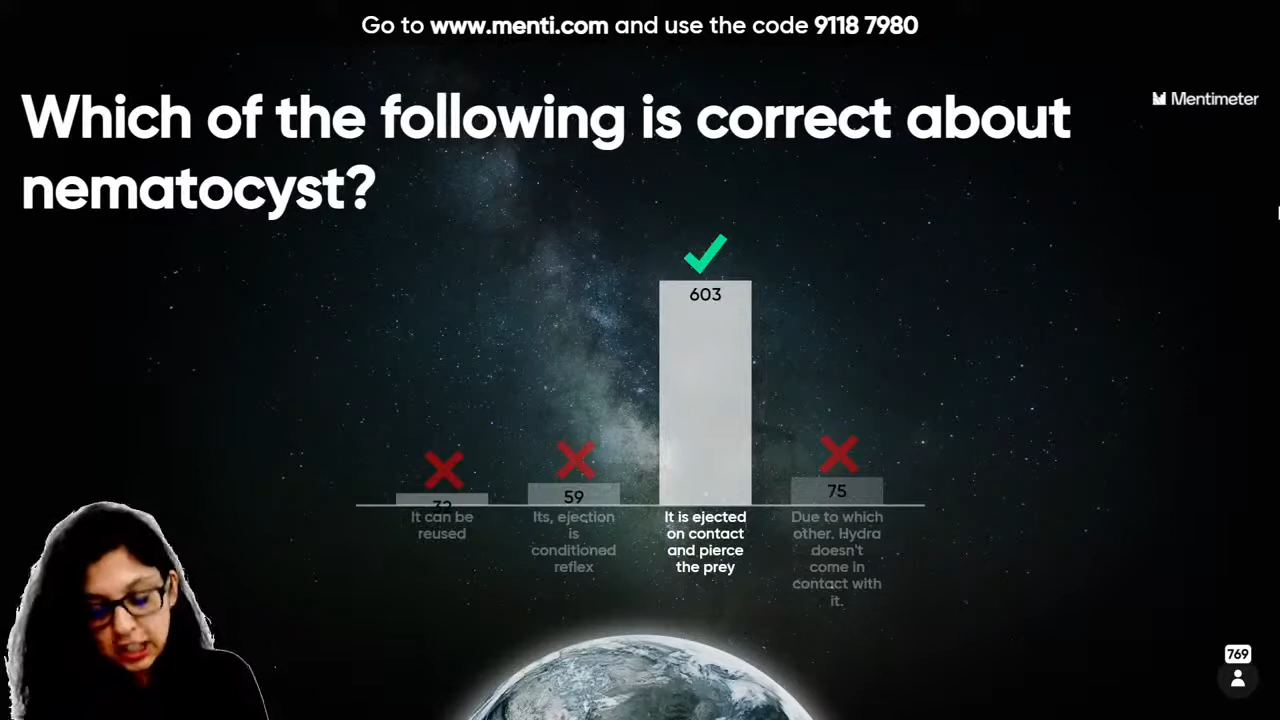 Go to www.menti.com and use the code 9118 7980
Which of the following is correct about
nematocyst?
Mentimeter
603
59
75
It can be
reused
Its, ejection
is
conditioned
reflex
It is ejected
on contact
and pierce
the prey
Due to which
other. Hydra
doesn't
come in
contact with
it.
769